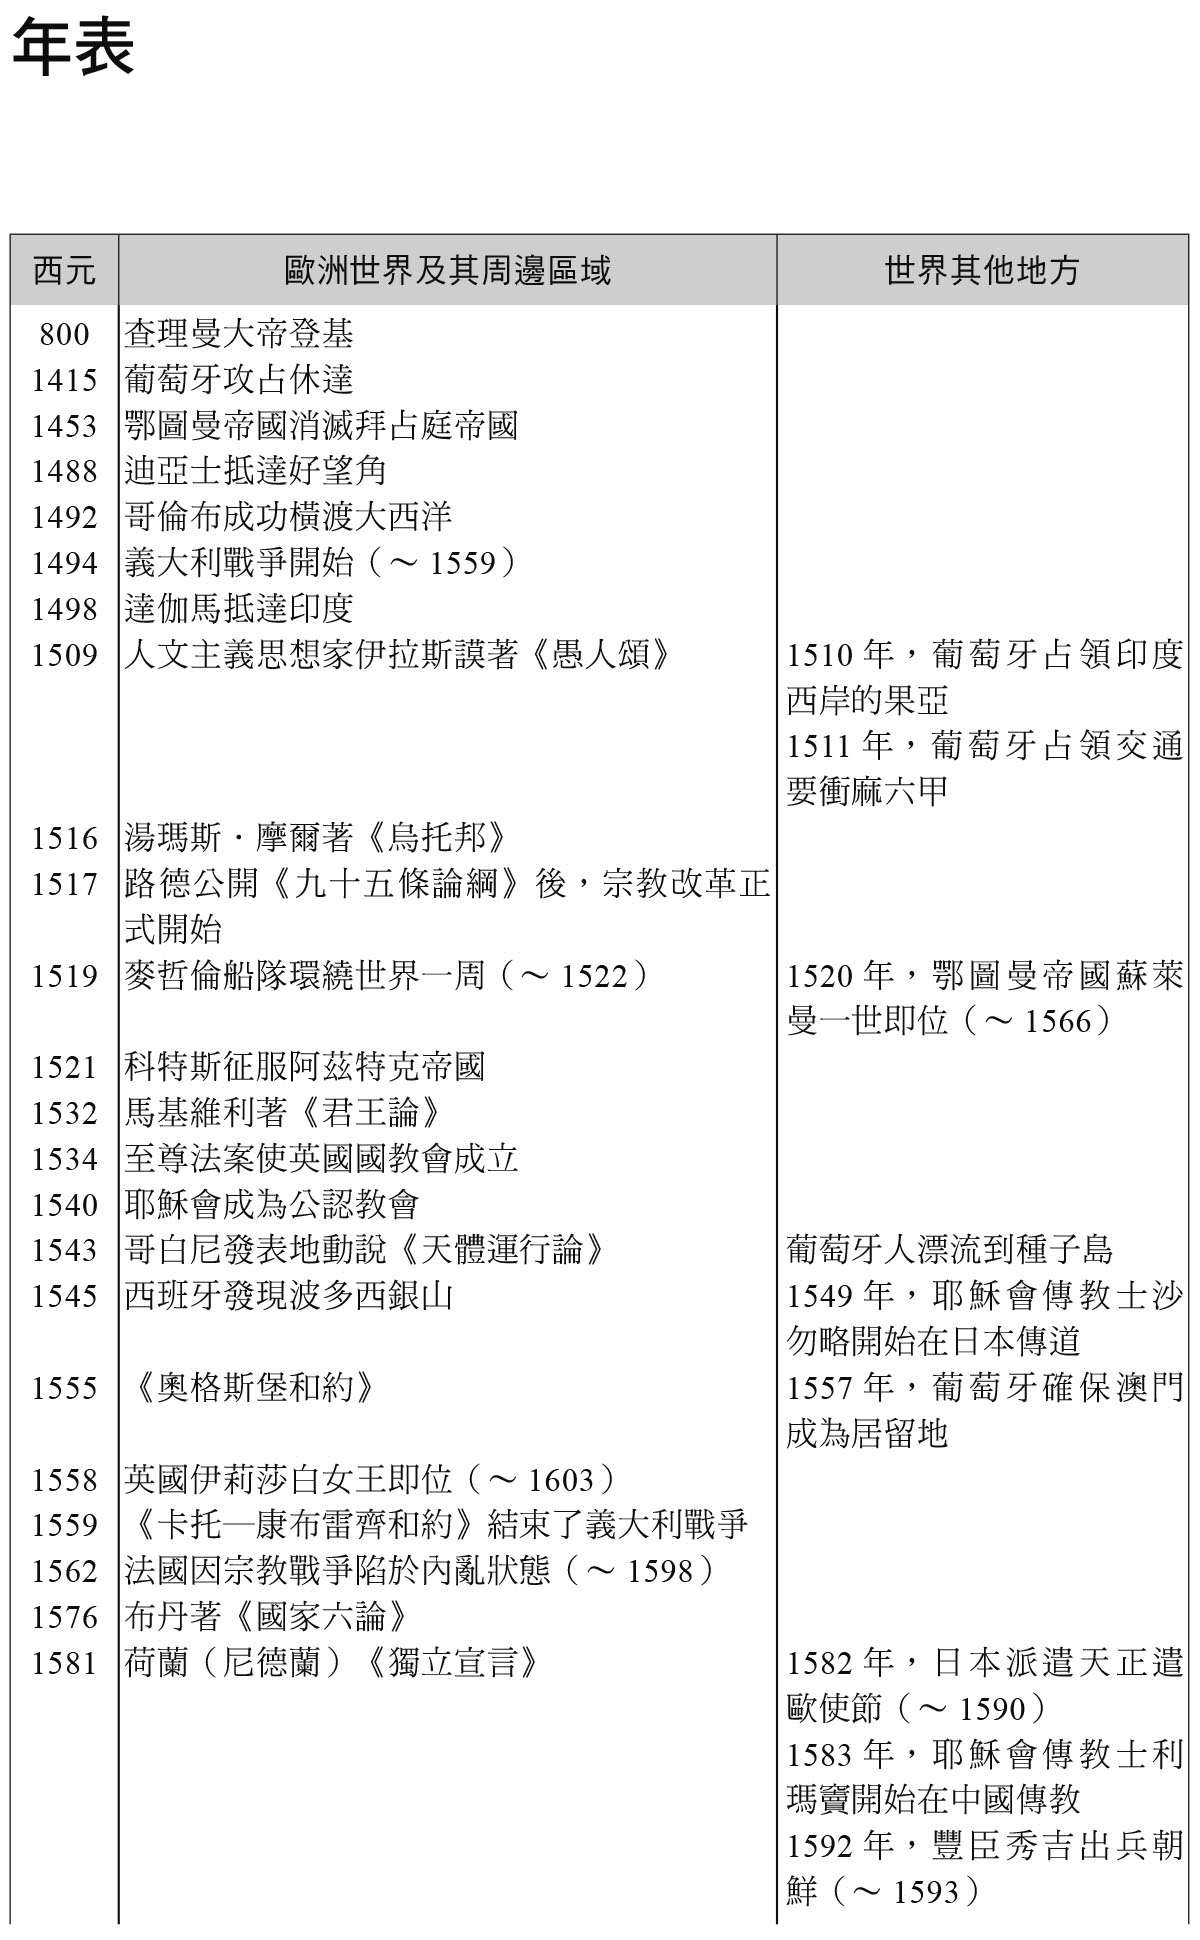 年表
西元 歐洲世界及其周邊區域 世界其他地方
800 查理曼大帝登基
1415 葡萄牙攻占休達
1453 鄂圖曼帝國消滅拜占庭帝國
1488 迪亞士抵達好望角
1492 哥倫布成功橫渡大西洋
1494 義大利戰爭開始（～1559）
1498 達伽馬抵達印度
1509 人文主義思想家伊拉斯謨著《愚人頌》 1510 年，葡萄牙占領印度
西岸的果亞
1511 年，葡萄牙占領交通
要衝麻六甲
1516 湯瑪斯・摩爾著《烏托邦》
1517 路德公開《九十五條論綱》後，宗教改革正
式開始
1519 麥哲倫船隊環繞世界一周（～1522） 1520 年，鄂圖曼帝國蘇萊
曼一世即位（～1566）
1521 科特斯征服阿茲特克帝國
1532 馬基維利著《君王論》
1534 至尊法案使英國國教會成立
1540 耶穌會成為公認教會
1543 哥白尼發表地動說《天體運行論》 葡萄牙人漂流到種子島
1545 西班牙發現波多西銀山 1549 年，耶穌會傳教士沙
勿略開始在日本傳道
1555 《奧格斯堡和約》 1557 年，葡萄牙確保澳門
成為居留地
1558 英國伊莉莎白女王即位（～1603）
1559 《卡托—康布雷齊和約》結束了義大利戰爭
1562 法國因宗教戰爭陷於內亂狀態（～1598）
1576 布丹著《國家六論》
1581 荷蘭（尼德蘭）《獨立宣言》 1582 年，日本派遣天正遣
歐使節（～1590）
1583 年，耶穌會傳教士利
瑪竇開始在中國傳教
1592 年，豐臣秀吉出兵朝
鮮（～1593）